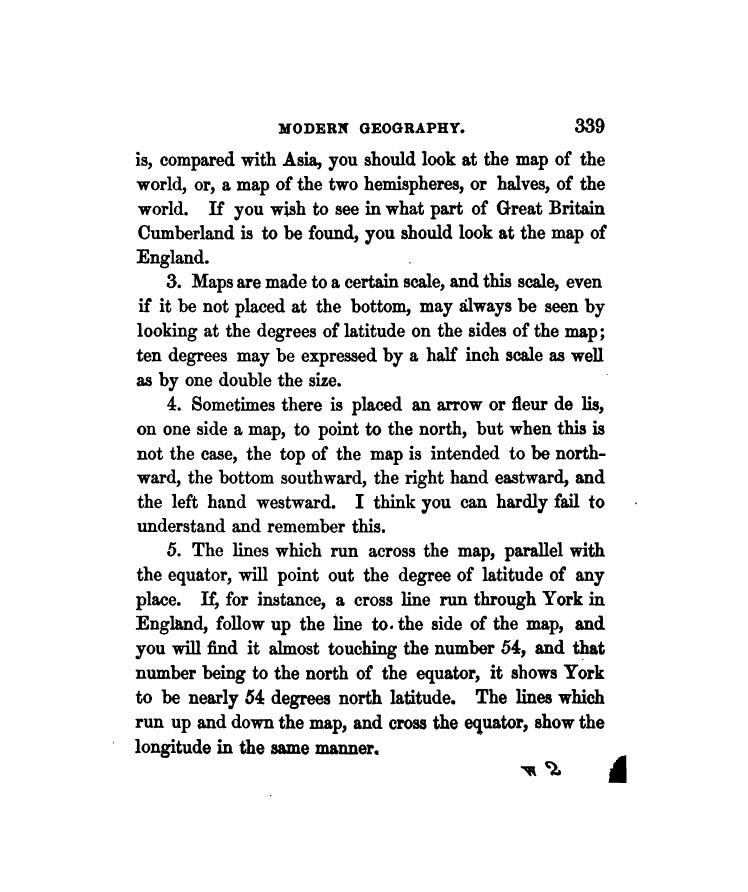 MODERN GEOGRAPHY. 339
is, compared with Asia, you should look at the map of the
world, or, a map of the two hemispheres, or halves, of the
world. If you wish to see in what part of Great Britain
Cumberland is to be found, you should look at the map of
England.
3. Maps are made to a certain scale, and this scale, even
if it be not placed at the bottom, may always be seen by
looking at the degrees of latitude on the sides of the map;
ten degrees may be expressed by a half inch scale as well
as by one double the size.
4. Sometimes there is placed an arrow or fleur de lis,
on one side a map, to point to the north, but when this is
not the case, the top of the map is intended to be north-
ward, the bottom southward, the right hand eastward, and
the left hand westward. I think you can hardly fail to
understand and remember this.
5. The lines which run across the map, parallel with
the equator, will point out the degree of latitude of any
place. If, for instance, a cross line run through York in
England, follow up the line to the side of the map, and
you will find it almost touching the number 54, and that
number being to the north of the equator, it shows York
to be nearly 54 degrees north latitude. The lines which
run up and down the map, and cross the equator, show the
longitude in the same manner.
2